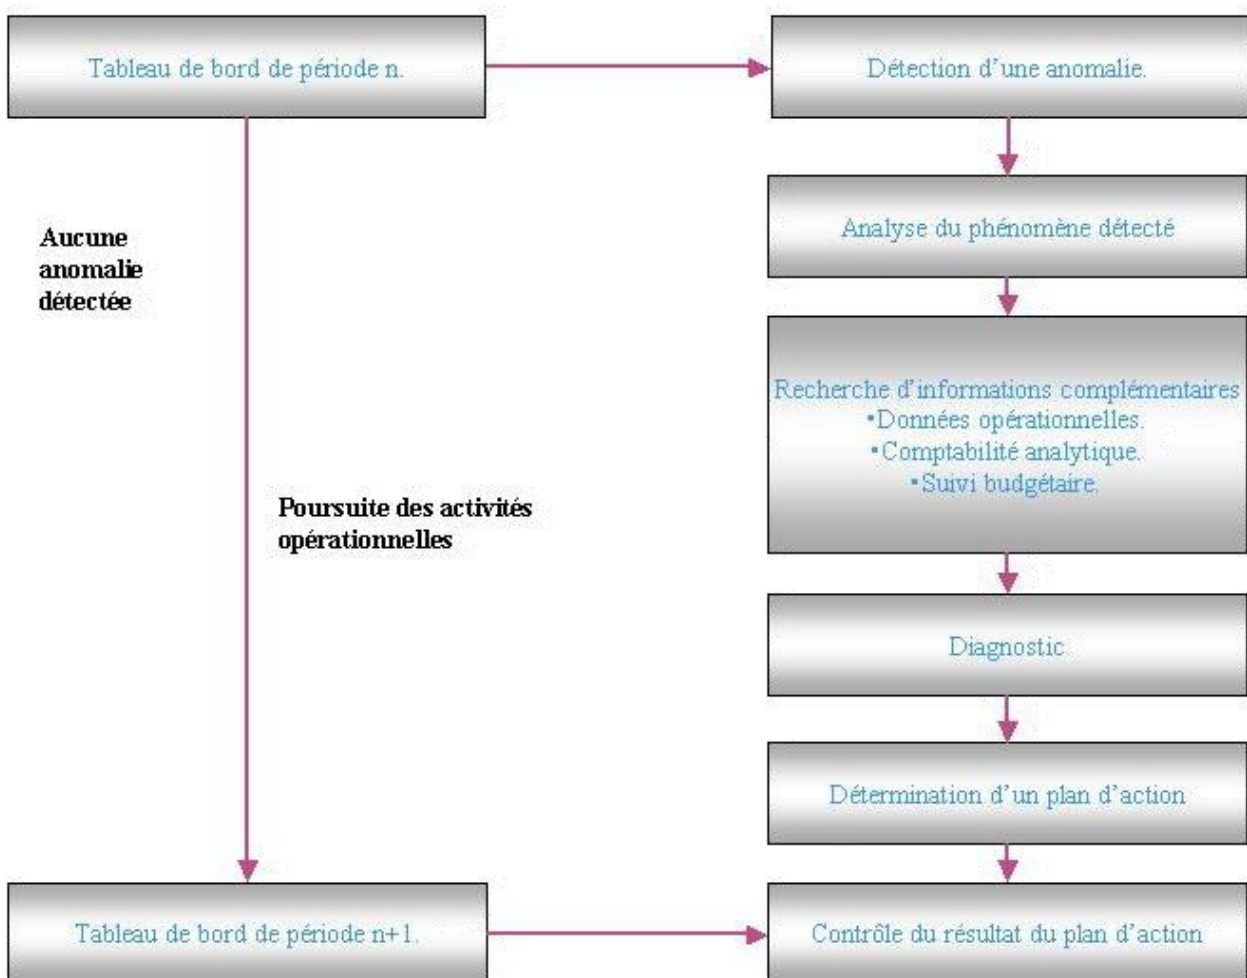 Tableau de bord de période n.
Détection d'une anomalie.
Analyse du phénomène détecté
Aucune
anomalie
détectée
Recherche d'informations complémentaires
•Données opérationnelles.
•Comptabilité analytique.
•Suivi budgétaire.
Poursuite des activités
opérationnelles
Diagnostic
Détermination d'un plan d'action
Tableau de bord de période n+1.
Contrôle du résultat du plan d'action